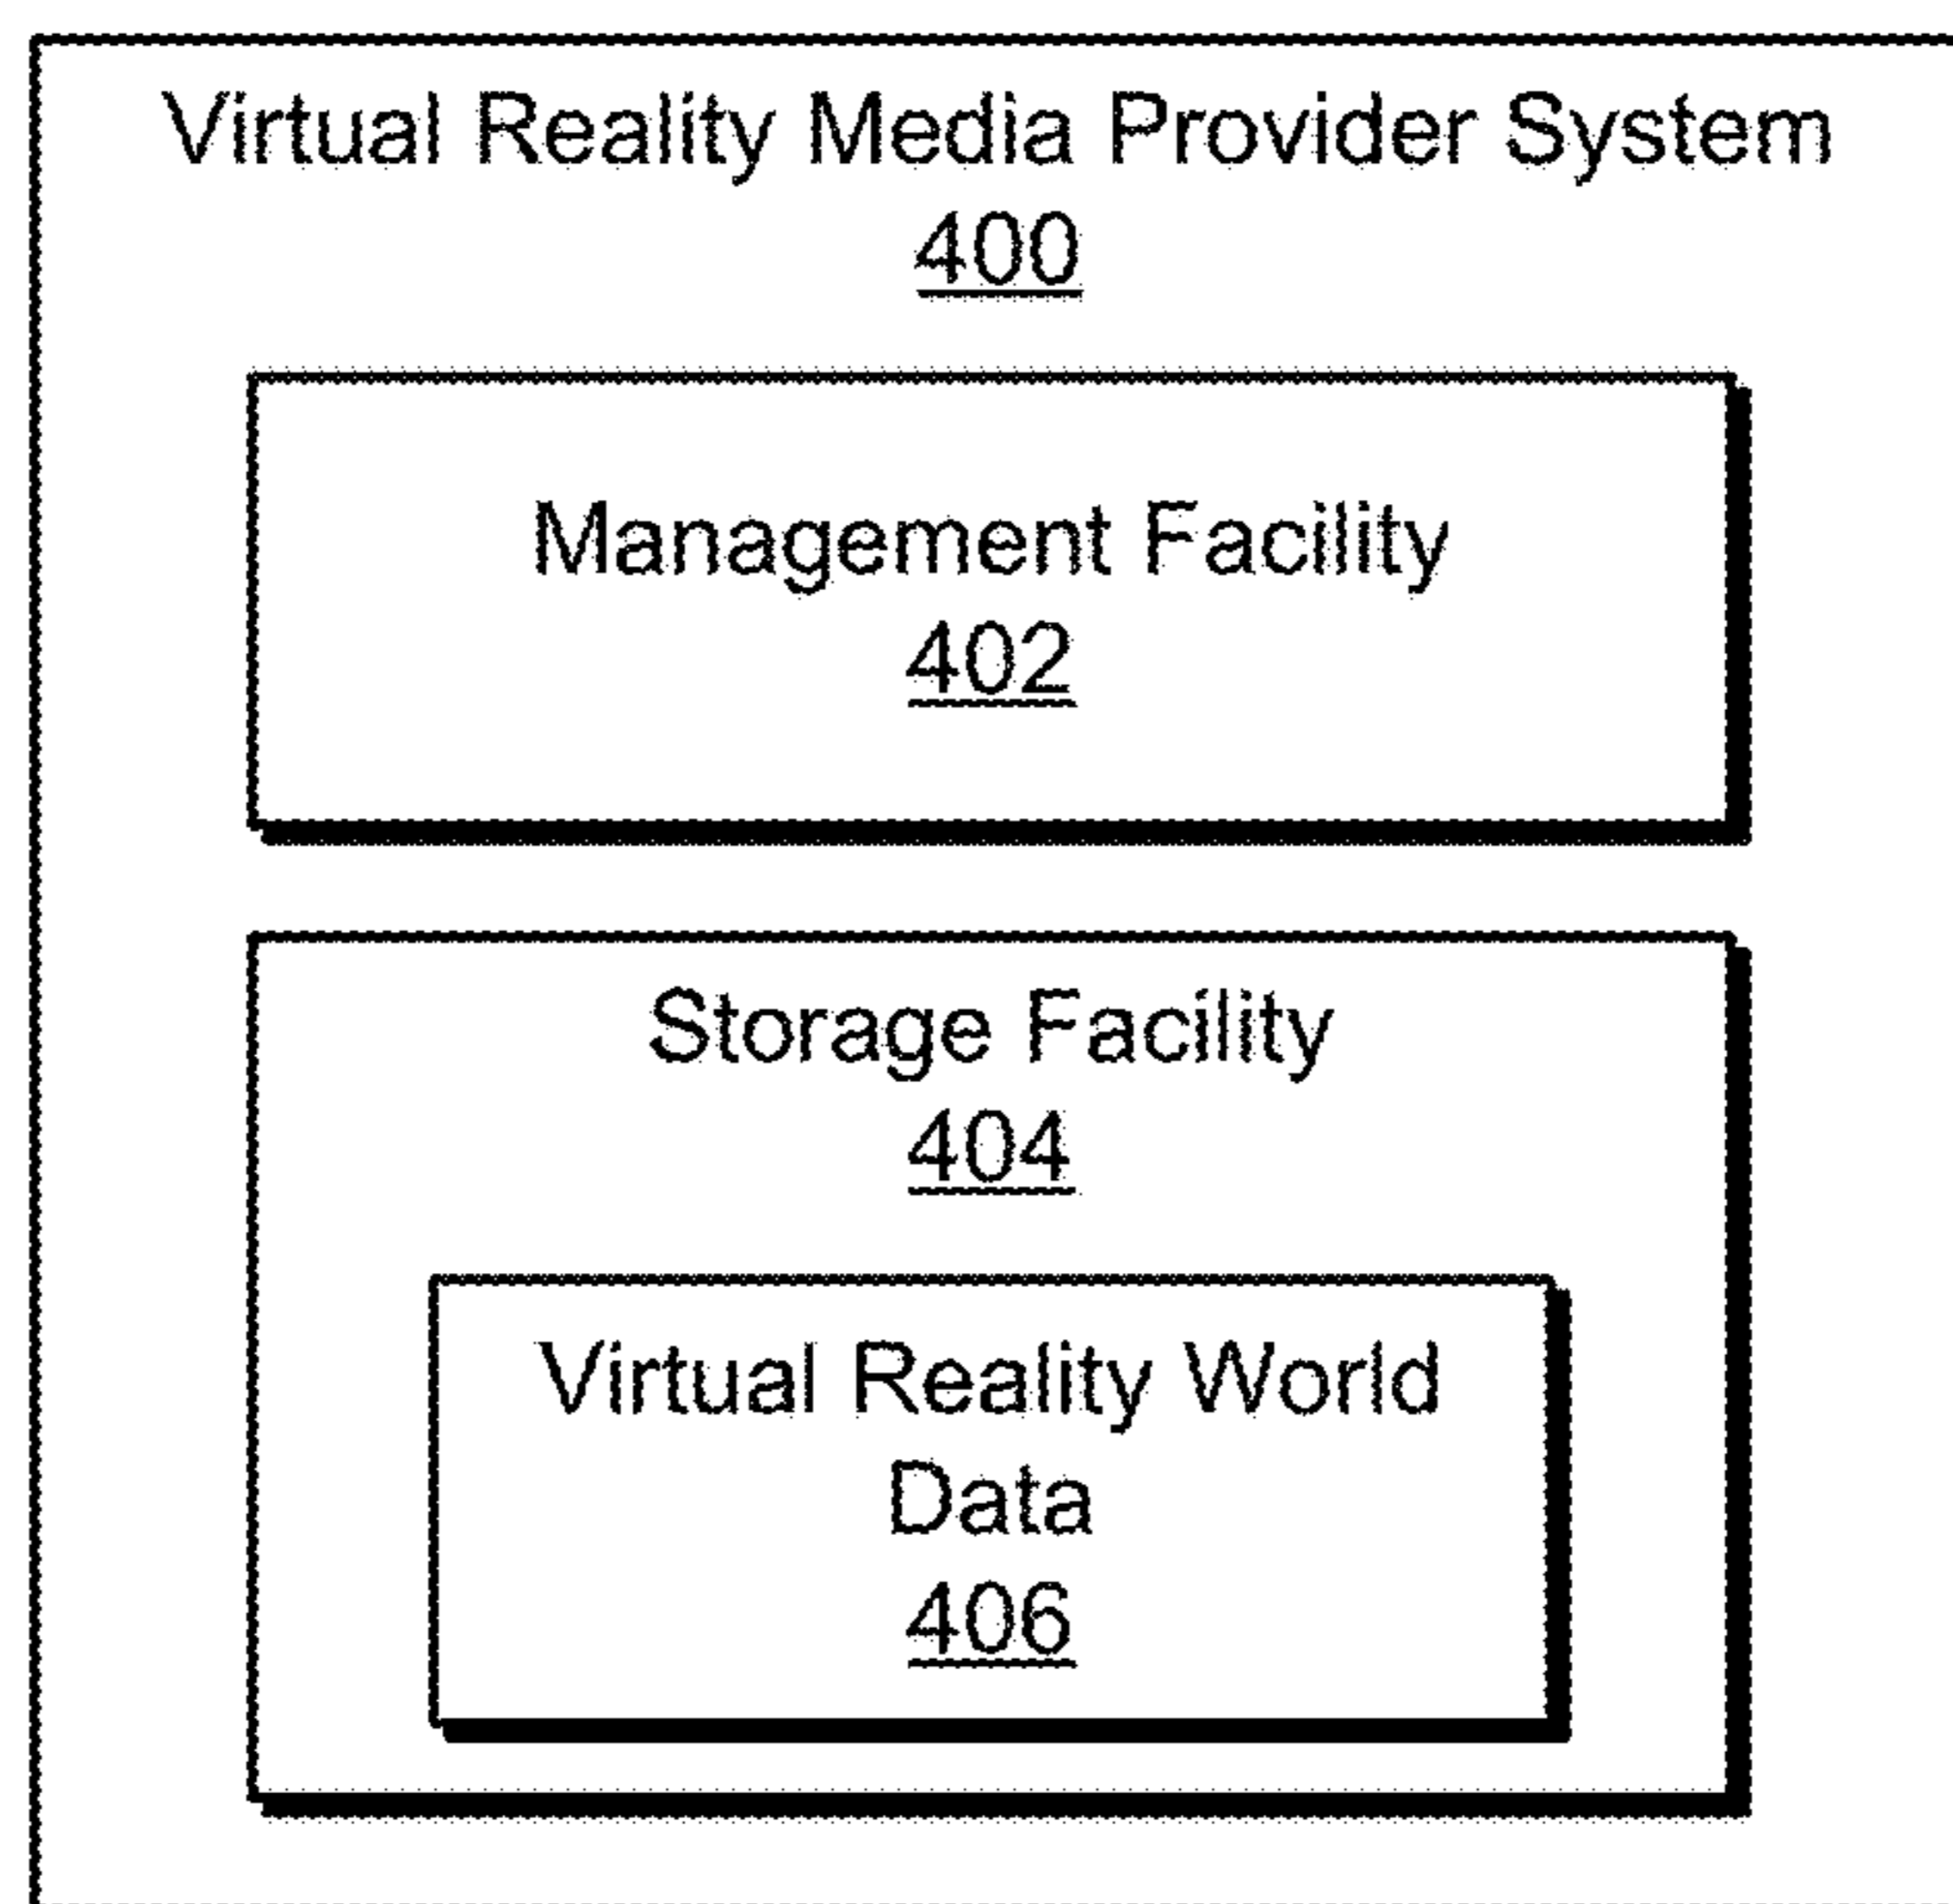 Virtual Reality Media Provider System
400
Management Facility
402
Storage Facility
404
Virtual Reality World
Data
406